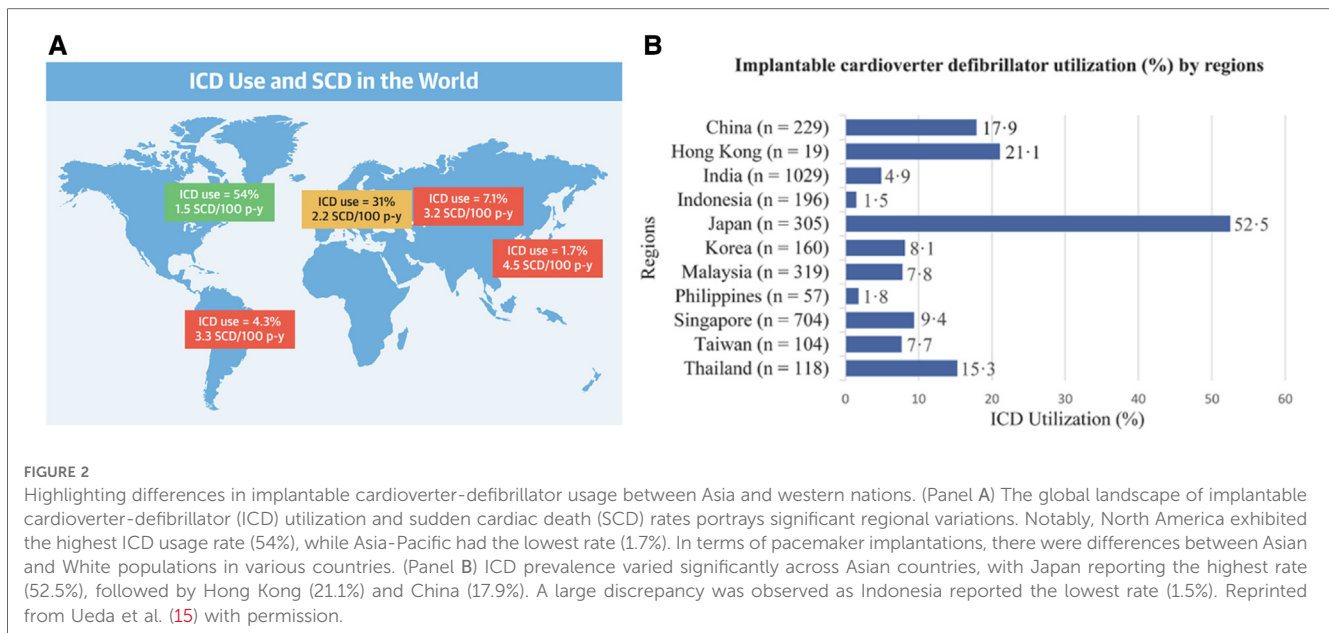 A
ICD Use and SCD in the World
ICD use = 54%
1.5 SCD/100 p-y
ICD use = 31%
2.2 SCD/100 p-y
ICD use = 7.1%
3.2 SCD/100 p-y
ICD use = 1.7%
4.5 SCD/100 p-y
ICD use = 4.3%
3.3 SCD/100 p-y
B
Implantable cardioverter defibrillator utilization (%) by regions
Regions
China (n = 229) 17·9
Hong Kong (n = 19) 21·1
India (n = 1029) 4·9
Indonesia (n = 196) 1·5
Japan (n = 305) 52·5
Korea (n = 160) 8·1
Malaysia (n = 319) 7·8
Philippines (n = 57) 1·8
Singapore (n = 704) 9·4
Taiwan (n = 104) 7·7
Thailand (n = 118) 15·3
0 10 20 30 40 50 60
ICD Utilization (%)
FIGURE 2
Highlighting differences in implantable cardioverter-defibrillator usage between Asia and western nations. (Panel A) The global landscape of implantable
cardioverter-defibrillator (ICD) utilization and sudden cardiac death (SCD) rates portrays significant regional variations. Notably, North America exhibited
the highest ICD usage rate (54%), while Asia-Pacific had the lowest rate (1.7%). In terms of pacemaker implantations, there were differences between Asian
and White populations in various countries. (Panel B) ICD prevalence varied significantly across Asian countries, with Japan reporting the highest rate
(52.5%), followed by Hong Kong (21.1%) and China (17.9%). A large discrepancy was observed as Indonesia reported the lowest rate (1.5%). Reprinted
from Ueda et al. (15) with permission.